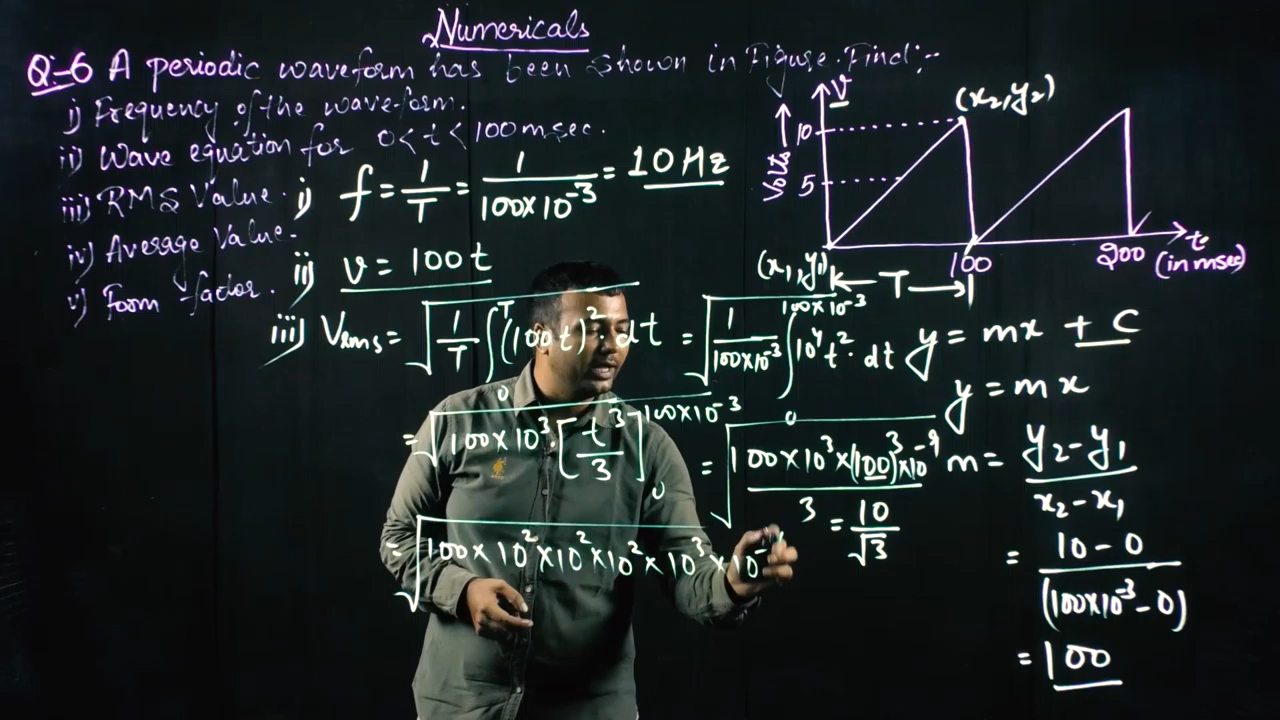 Numericals
Q:-6 A periodic waveform has been shown in Figure. Find:-
i) Frequency of the waveform.
ii) Wave equation for 0 < t < 100 msec.
iii) RMS Value.
iv) Average Value.
v) Form factor.
i) f = 1/T = 1/(100×10⁻³) = 10 Hz
ii) v = 100t
iii) Vrms = √(1/T ∫₀ᵀ (100t)²·dt) = √(1/(100×10⁻³) ∫₀^(100×10⁻³) 10⁴t²·dt)
= √(100×10³·[t³/3]₀^(100×10⁻³)) = √(100×10³×(100)³×10⁻⁹/3) = 10/√3
= √(100×10²×10²×10²×10³×10⁻
Volts → V
10
5
(x₂,y₂)
(x₁,y₁)
100
200
t
(in msec)
← T →
y = mx + c
y = mx
m = (y₂-y₁)/(x₂-x₁)
= (10-0)/(100×10⁻³-0)
= 100